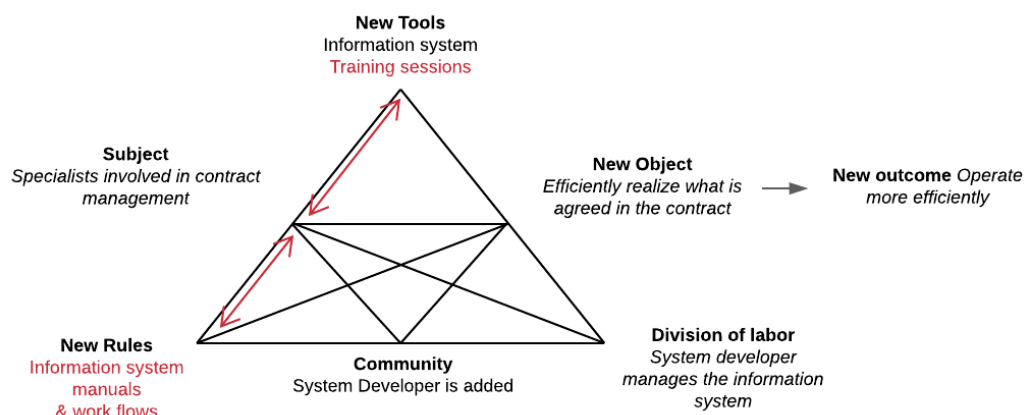 New Tools
Information system
Training sessions
Subject
Specialists involved in contract
management
New Object
Efficiently realize what is
agreed in the contract
New outcome Operate
more efficiently
New Rules
Information system
manuals
& work flows
Community
System Developer is added
Division of labor
System developer
manages the information
system